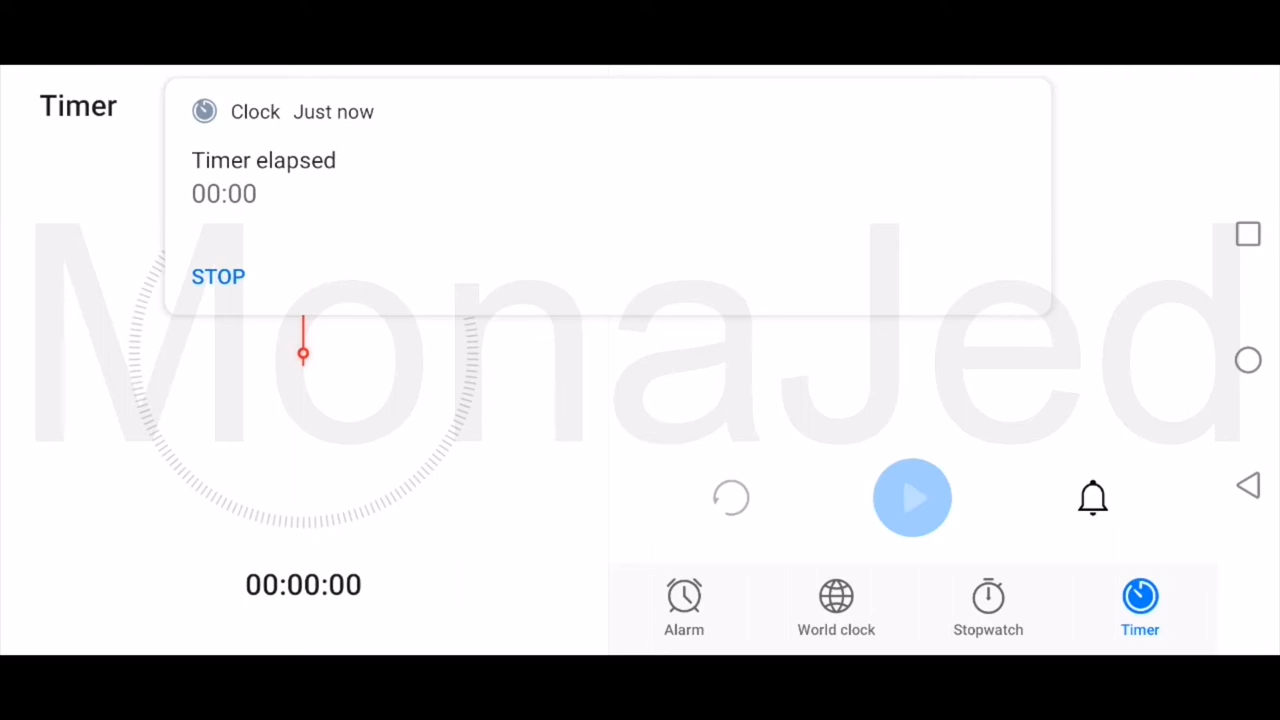 Timer
Clock Just now
Timer elapsed
00:00
STOP
MonaJed
00:00:00
Alarm
World clock
Stopwatch
Timer